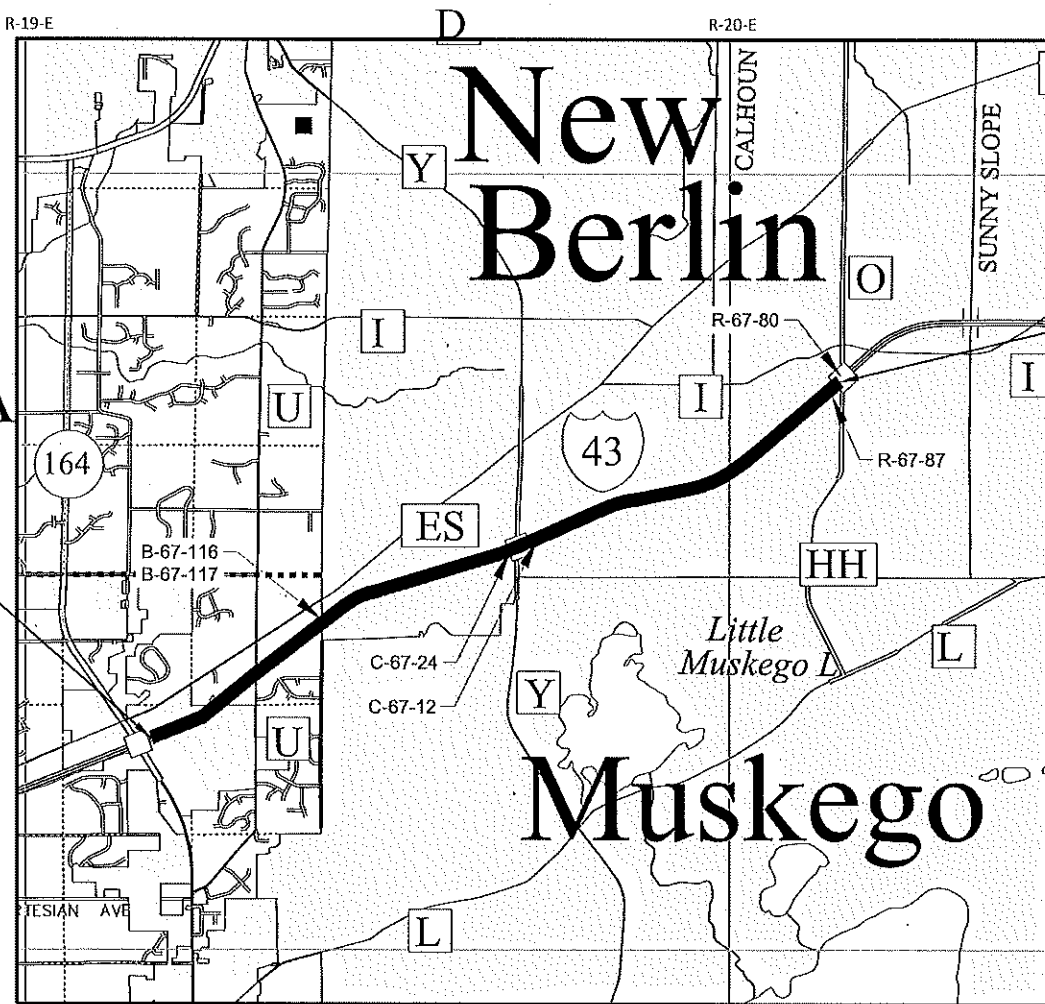 R-19-E
D
R-20-E
New
Berlin
CALHOUN
SUNNY SLOPE
Y
O
R-67-80
I
I
I
U
A
164
43
R-67-87
ES
B-67-116
B-67-117
HH
Little
Muskego L
L
C-67-24
C-67-12
Y
U
Muskego
TESIAN AVE
L